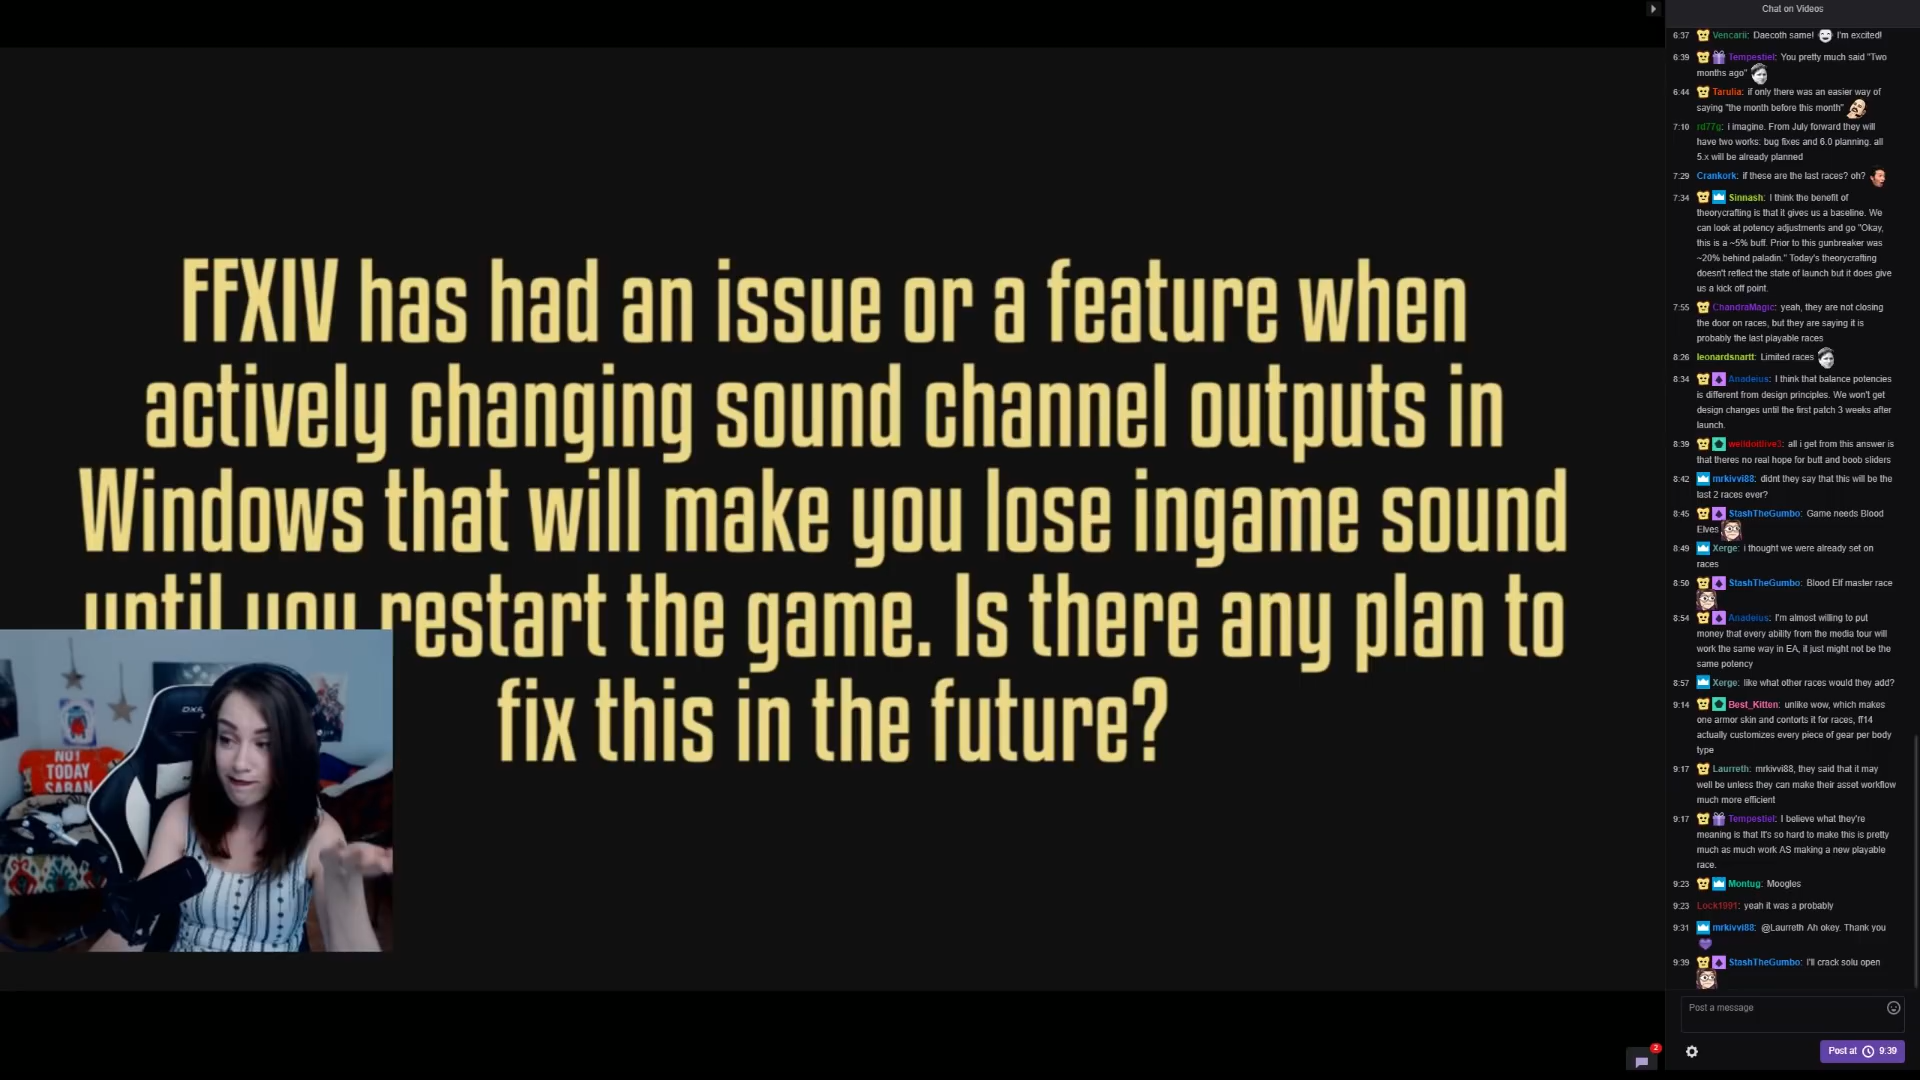 FFXIV has had an issue or a feature when
actively changing sound channel outputs in
Windows that will make you lose ingame sound
until you restart the game. Is there any plan to
fix this in the future?
NOT
TODAY
SATAN
Chat on Videos
6:37 Vencarii: Daecoth same! I'm excited!
6:39 Tempestiel: You pretty much said "Two
months ago"
6:44 Tarulia: if only there was an easier way of
saying "the month before this month"
7:10 rd77g: i imagine. From July forward they will
have two works: bug fixes and 6.0 planning. all
5.x will be already planned
7:29 Crankork: if these are the last races? oh?
7:34 Sinnash: I think the benefit of
theorycrafting is that it gives us a baseline. We
can look at potency adjustments and go "Okay,
this is a ~5% buff. Prior to this gunbreaker was
~20% behind paladin." Today's theorycrafting
doesn't reflect the state of launch but it does give
us a kick off point.
7:55 ChandraMagic: yeah, they are not closing
the door on races, but they are saying it is
probably the last playable races
8:26 leonardsnartt: Limited races
8:34 Anadeius: I think that balance potencies
is different from design principles. We won't get
design changes until the first patch 3 weeks after
launch.
8:39 welldoitlive3: all i get from this answer is
that theres no real hope for butt and boob sliders
8:42 mrkivvi88: didnt they say that this will be the
last 2 races ever?
8:45 StashTheGumbo: Game needs Blood
Elves
8:49 Xerge: i thought we were already set on
races
8:50 StashTheGumbo: Blood Elf master race
8:54 Anadeius: I'm almost willing to put
money that every ability from the media tour will
work the same way in EA, it just might not be the
same potency
8:57 Xerge: like what other races would they add?
9:14 Best_Kitten: unlike wow, which makes
one armor skin and contorts it for races, ff14
actually customizes every piece of gear per body
type
9:17 Laurreth: mrkivvi88, they said that it may
well be unless they can make their asset workflow
much more efficient
9:17 Tempestiel: I believe what they're
meaning is that It's so hard to make this is pretty
much as much work AS making a new playable
race.
9:23 Montug: Moogles
9:23 Lock1991: yeah it was a probably
9:31 mrkivvi88: @Laurreth Ah okey. Thank you
9:39 StashTheGumbo: I'll crack solu open
Post a message
2
Post at 9:39